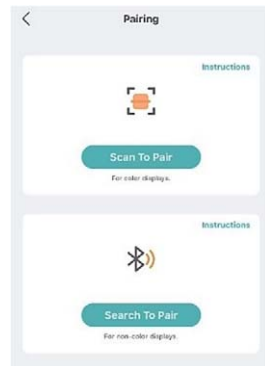 Pairing
Instructions
Scan To Pair
For color displays.
Instructions
Search To Pair
For non-color displays.